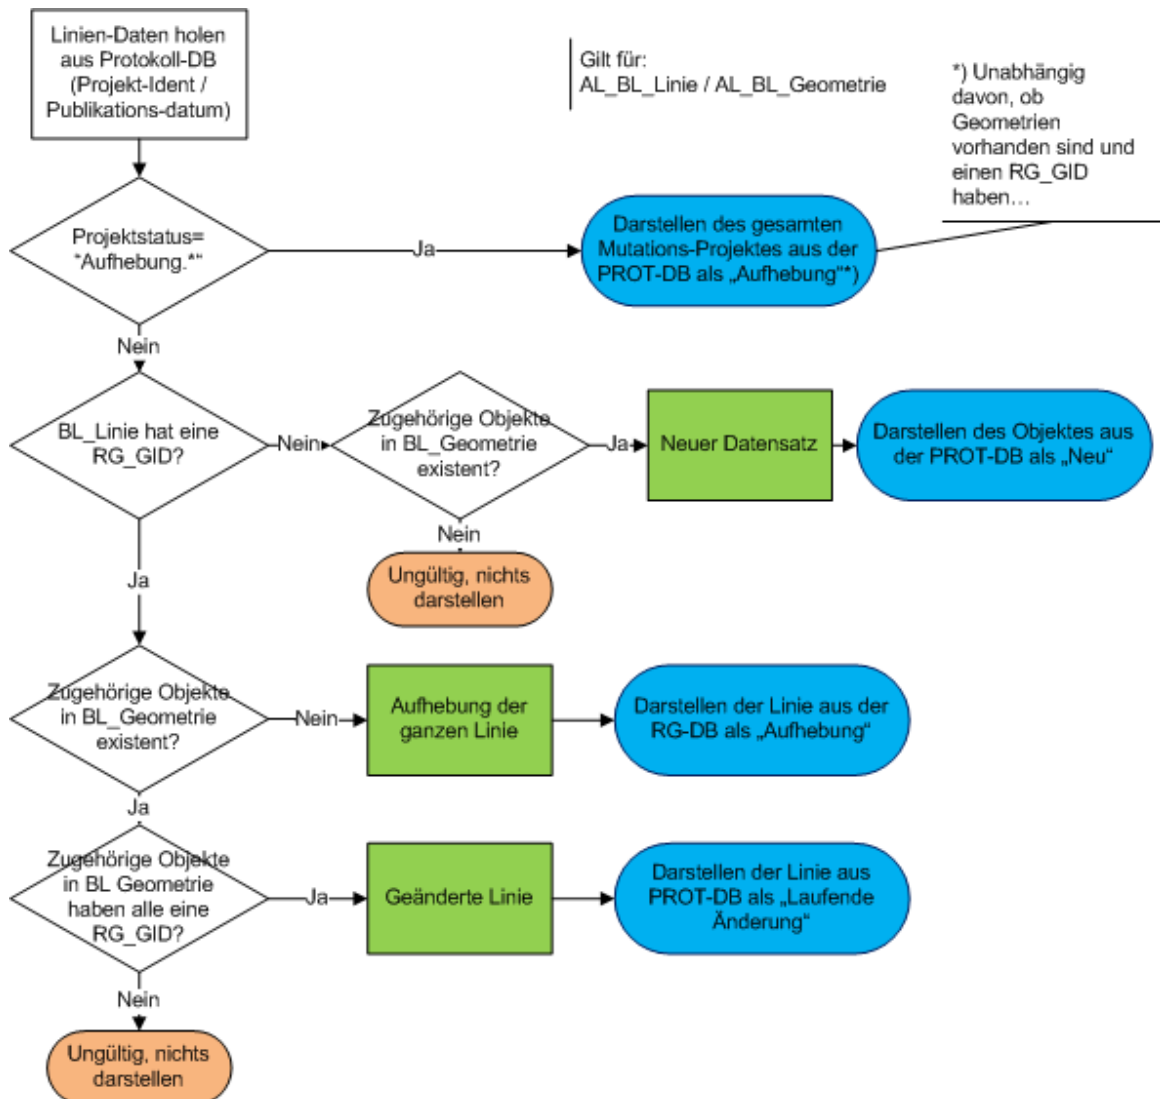 Linien-Daten holen
aus Protokoll-DB
(Projekt-Ident /
Publikations-datum)
Gilt für:
AL_BL_Linie / AL_BL_Geometrie
*) Unabhängig
davon, ob
Geometrien
vorhanden sind und
einen RG_GID
haben…
Projektstatus=
"Aufhebung.*"
Ja
Darstellen des gesamten
Mutations-Projektes aus der
PROT-DB als „Aufhebung“*)
Nein
BL_Linie hat eine
RG_GID?
Nein
Zugehörige Objekte
in BL_Geometrie
existent?
Ja
Neuer Datensatz
Darstellen des Objektes aus
der PROT-DB als „Neu“
Nein
Ungültig, nichts
darstellen
Ja
Zugehörige Objekte
in BL_Geometrie
existent?
Nein
Aufhebung der
ganzen Linie
Darstellen der Linie aus der
RG-DB als „Aufhebung“
Ja
Zugehörige Objekte
in BL Geometrie
haben alle eine
RG_GID?
Ja
Geänderte Linie
Darstellen der Linie aus
PROT-DB als „Laufende
Änderung“
Nein
Ungültig, nichts
darstellen